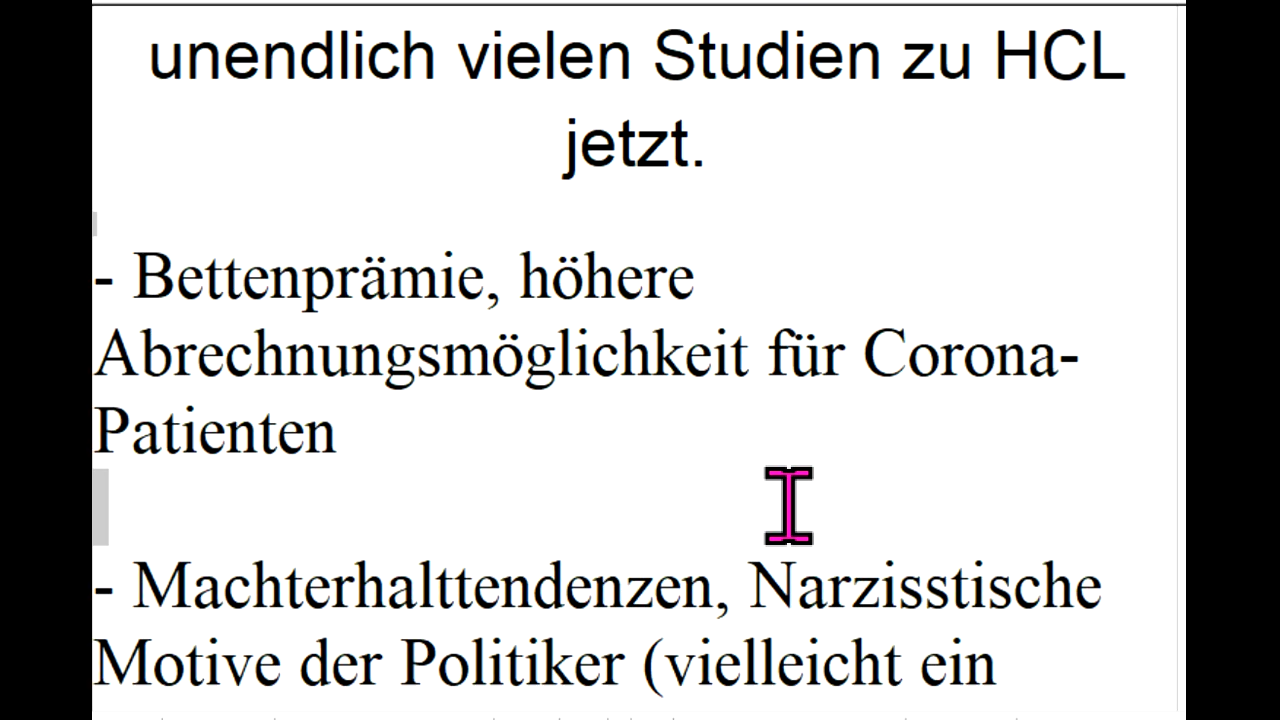 unendlich vielen Studien zu HCL
jetzt.
- Bettenprämie, höhere
Abrechnungsmöglichkeit für Corona-
Patienten
- Machterhalttendenzen, Narzisstische
Motive der Politiker (vielleicht ein